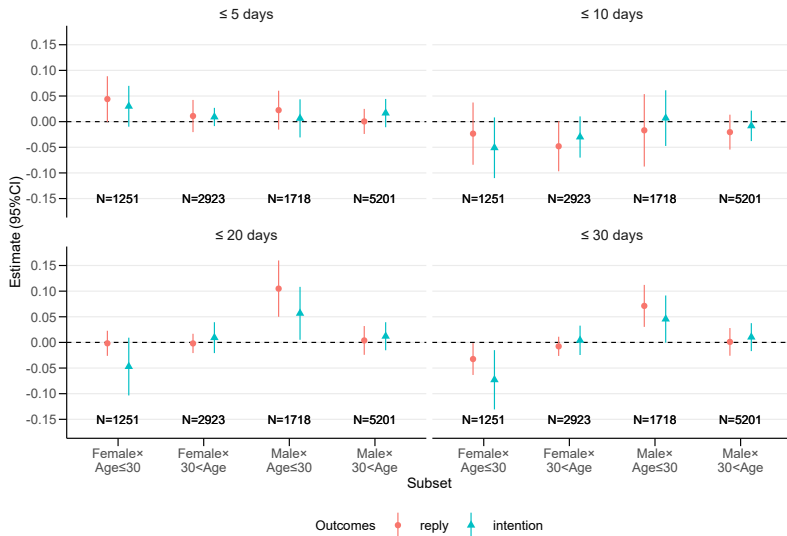 ≤ 5 days
≤ 10 days
0.15
0.10
0.05
0.00
-0.05
-0.10
-0.15
N=1251 N=2923 N=1718 N=5201
N=1251 N=2923 N=1718 N=5201
Estimate (95%CI)
≤ 20 days
≤ 30 days
0.15
0.10
0.05
0.00
-0.05
-0.10
-0.15
N=1251 N=2923 N=1718 N=5201
N=1251 N=2923 N=1718 N=5201
Female×
Age≤30
Female×
30<Age
Male×
Age≤30
Male×
30<Age
Female×
Age≤30
Female×
30<Age
Male×
Age≤30
Male×
30<Age
Subset
Outcomes reply intention